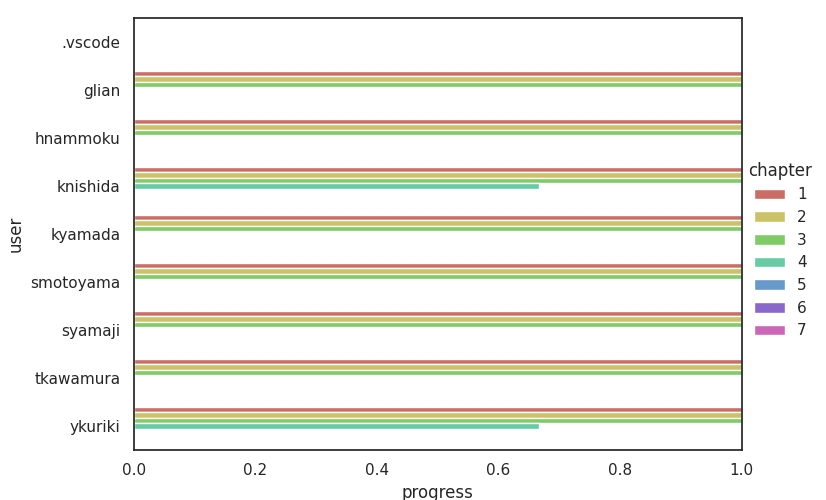 .vscode
glian
hnammoku
knishida
kyamada
smotoyama
syamaji
tkawamura
ykuriki
user
0.0 0.2 0.4 0.6 0.8 1.0
progress
chapter
1
2
3
4
5
6
7